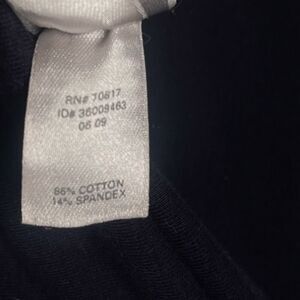 RN# 70817
ID# 36009463
08 09
86% COTTON
14% SPANDEX